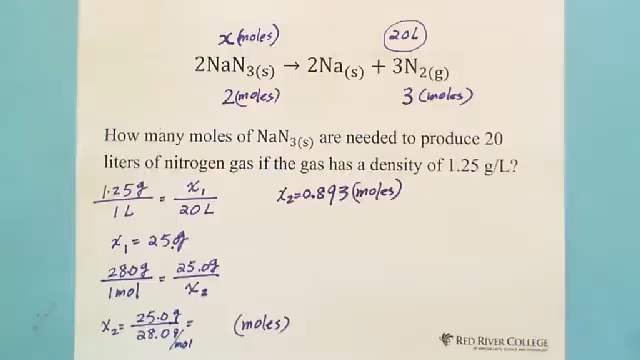 x(moles) 20L
2NaN3(s) → 2Na(s) + 3N2(g)
2(moles) 3(moles)
How many moles of NaN3(s) are needed to produce 20
liters of nitrogen gas if the gas has a density of 1.25 g/L?
1.25g/1L = x1/20L x2=0.893(moles)
x1 = 25.g
28.0g/1mol = 25.0g/x2
x2= 25.0g/28.0g/mol = (moles)
RED RIVER COLLEGE